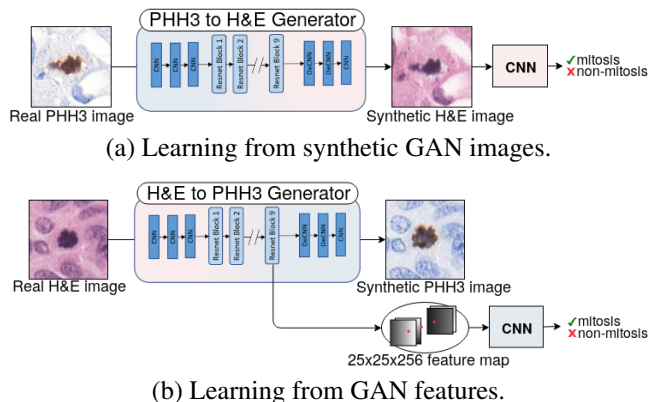 PHH3 to H&E Generator
CNN
CNN
CNN
Resnet Block 1
Resnet Block 2
Resnet Block 9
DeCNN
DeCNN
CNN
CNN
✓mitosis
✗non-mitosis
Real PHH3 image
Synthetic H&E image
(a) Learning from synthetic GAN images.
H&E to PHH3 Generator
CNN
CNN
CNN
Resnet Block 1
Resnet Block 2
Resnet Block 9
DeCNN
DeCNN
CNN
Real H&E image
Synthetic PHH3 image
CNN
✓mitosis
✗non-mitosis
25x25x256 feature map
(b) Learning from GAN features.